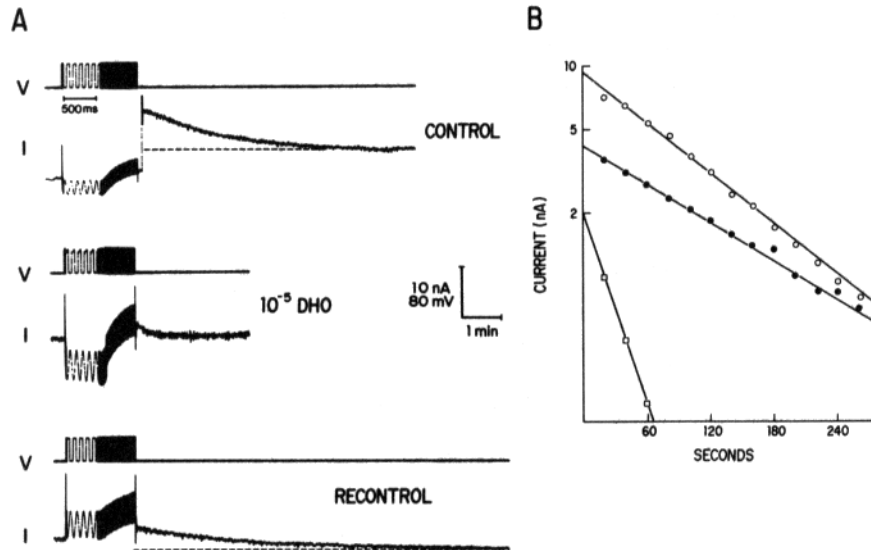 A
V
500ms
I
CONTROL
V
10⁻⁵ DHO
I
10 nA
80 mV
1 min
V
RECONTROL
I
B
10
5
2
CURRENT (nA)
60
120
180
240
SECONDS